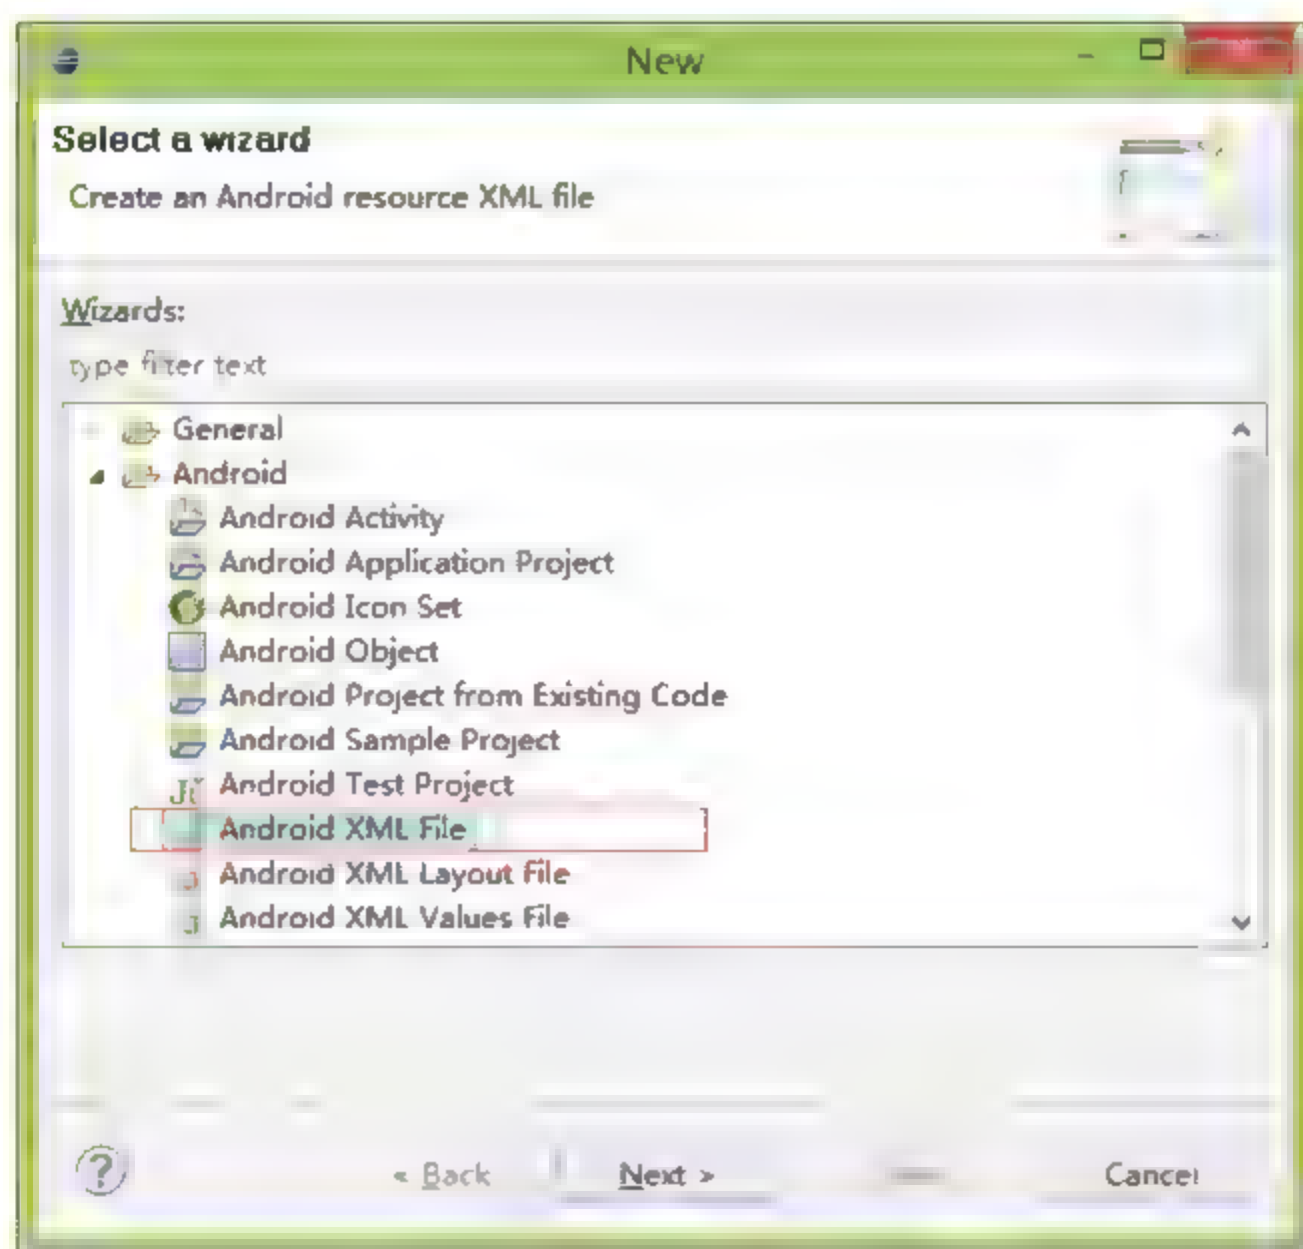 New
Select a wizard
Create an Android resource XML file
Wizards:
type filter text
General
Android
Android Activity
Android Application Project
Android Icon Set
Android Object
Android Project from Existing Code
Android Sample Project
Android Test Project
Android XML File
Android XML Layout File
Android XML Values File
? < Back Next > Cancel